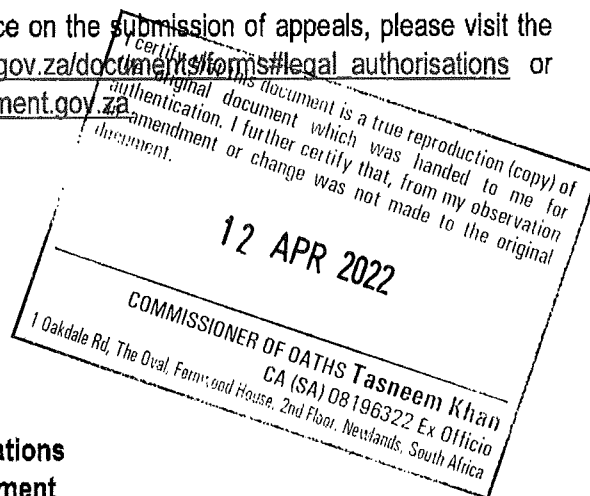 ce on the submission of appeals, please visit the
gov.za/documents/forms#legal_authorisations or
ment.gov.za
I certify that this document is a true reproduction (copy) of
the original document which was handed to me for
authentication. I further certify that, from my observation
amendment or change was not made to the original
document.
12 APR 2022
COMMISSIONER OF OATHS Tasneem Khan
CA (SA) 08196322 Ex Officio
1 Oakdale Rd, The Oval, Fernwood House, 2nd Floor, Newlands, South Africa
ations
ment